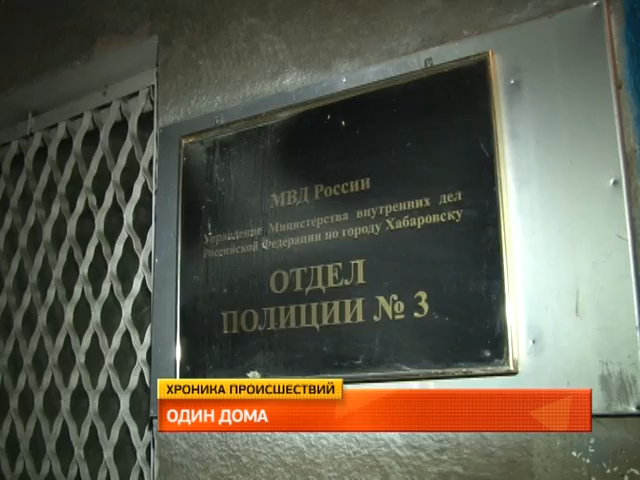 МВД России
Управление Министерства внутренних дел
Российской Федерации по городу Хабаровску
ОТДЕЛ
ПОЛИЦИИ № 3
ХРОНИКА ПРОИСШЕСТВИЙ
ОДИН ДОМА